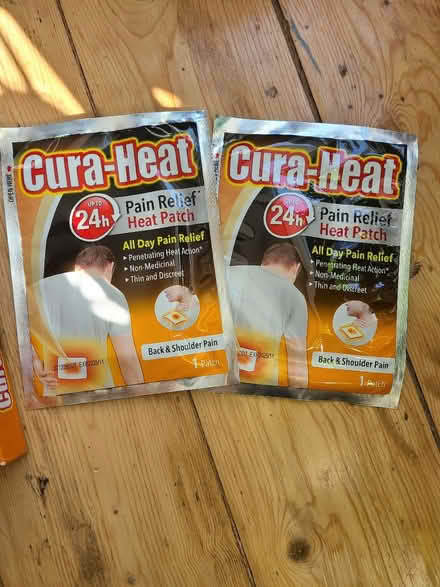 OPEN HERE
Cura-Heat
UP TO
24h
Pain Relief
Heat Patch
All Day Pain Relief
▸ Penetrating Heat Action*
▸ Non-Medicinal
▸ Thin and Discreet
Back & Shoulder Pain
1 Patch
Cura-Heat
UP TO
24h
Pain Relief
Heat Patch
All Day Pain Relief
▸ Penetrating Heat Action*
▸ Non-Medicinal
▸ Thin and Discreet
Back & Shoulder Pain
1 Patch